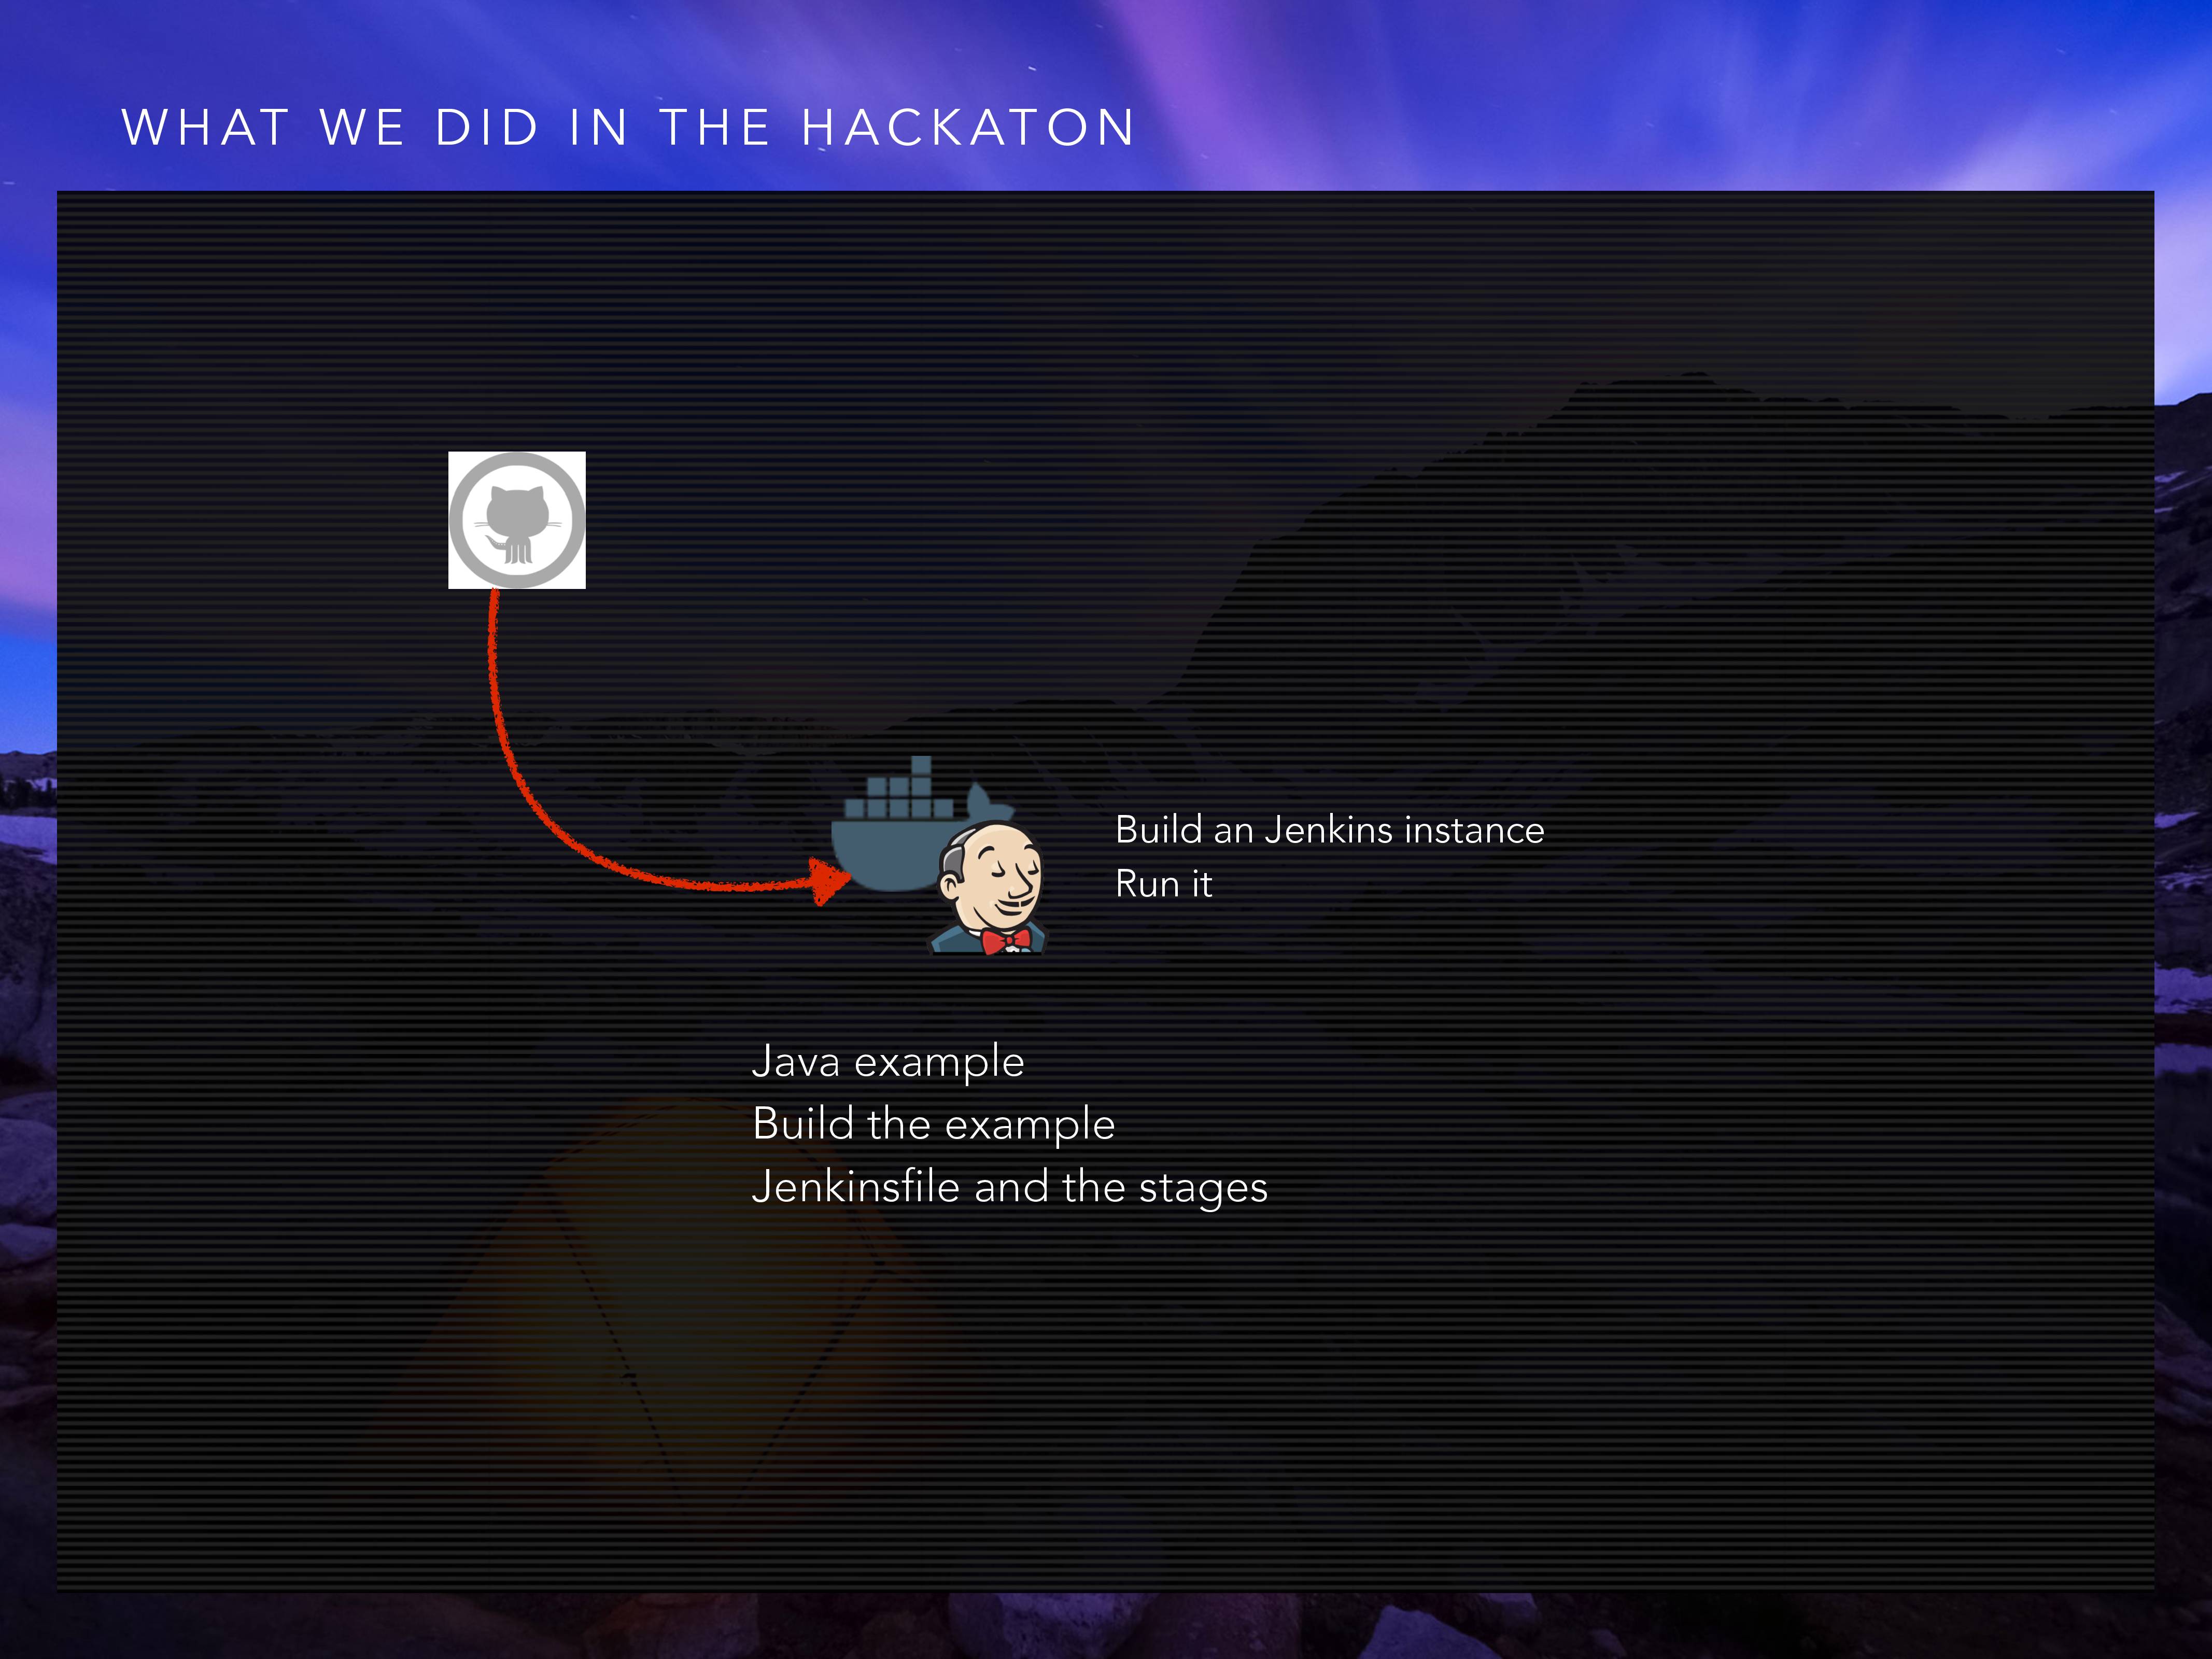 WHAT WE DID IN THE HACKATON
Build an Jenkins instance
Run it
Java example
Build the example
Jenkinsfile and the stages